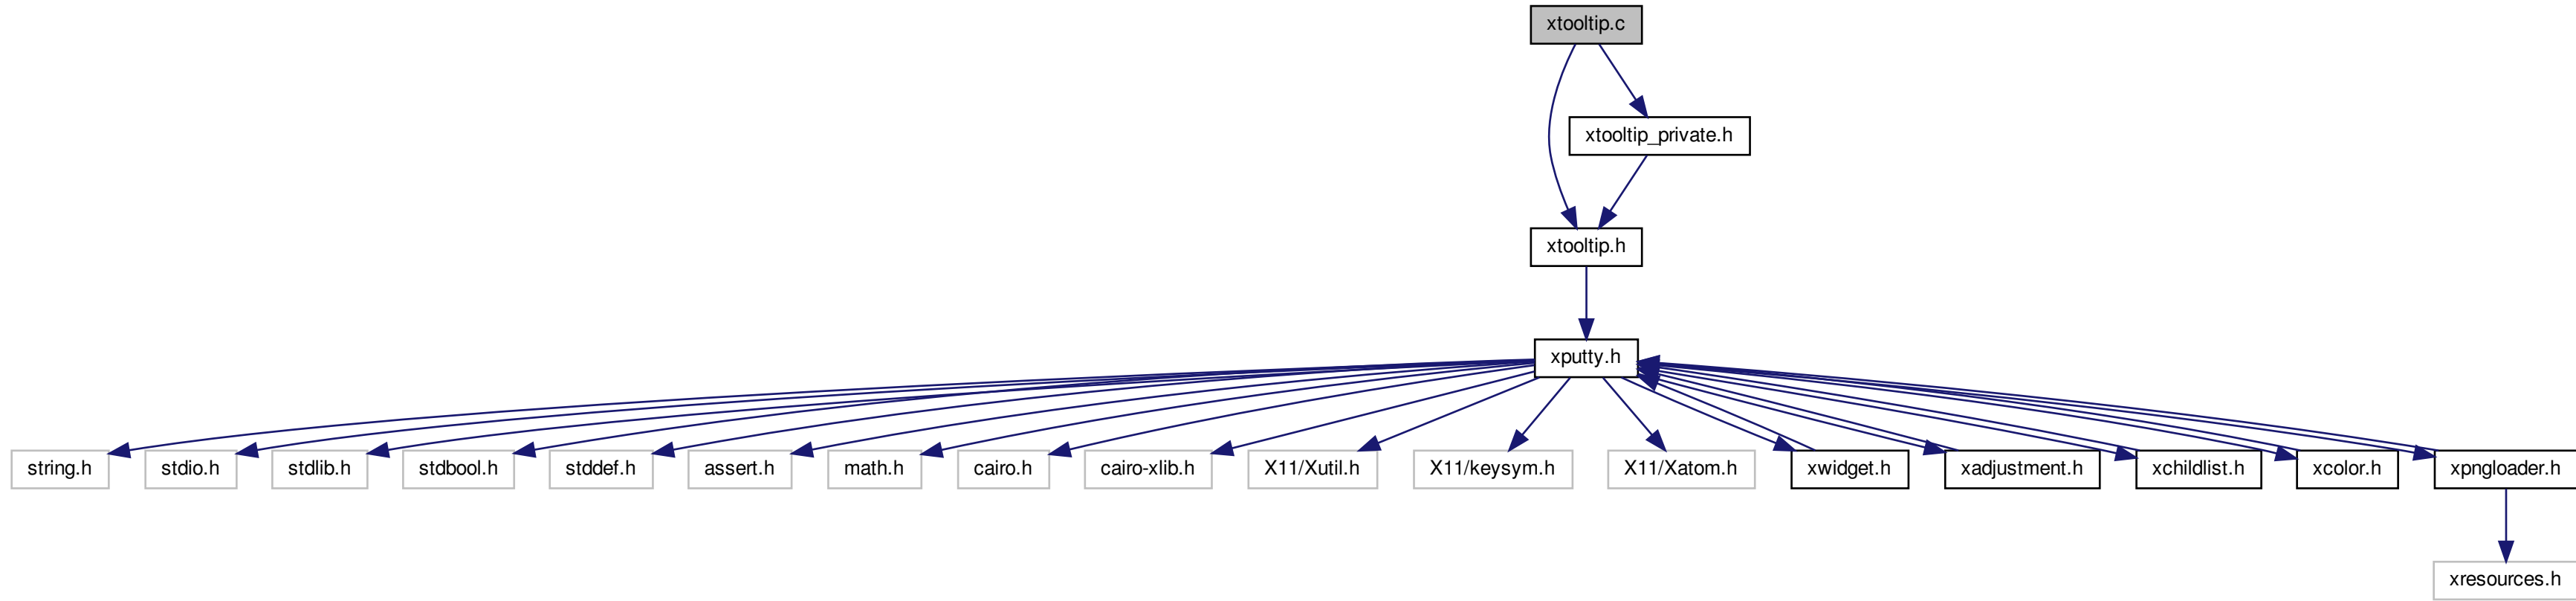 xtooltip.c
xtooltip_private.h
xtooltip.h
xputty.h
string.h
stdio.h
stdlib.h
stdbool.h
stddef.h
assert.h
math.h
cairo.h
cairo-xlib.h
X11/Xutil.h
X11/keysym.h
X11/Xatom.h
xwidget.h
xadjustment.h
xchildlist.h
xcolor.h
xpngloader.h
xresources.h